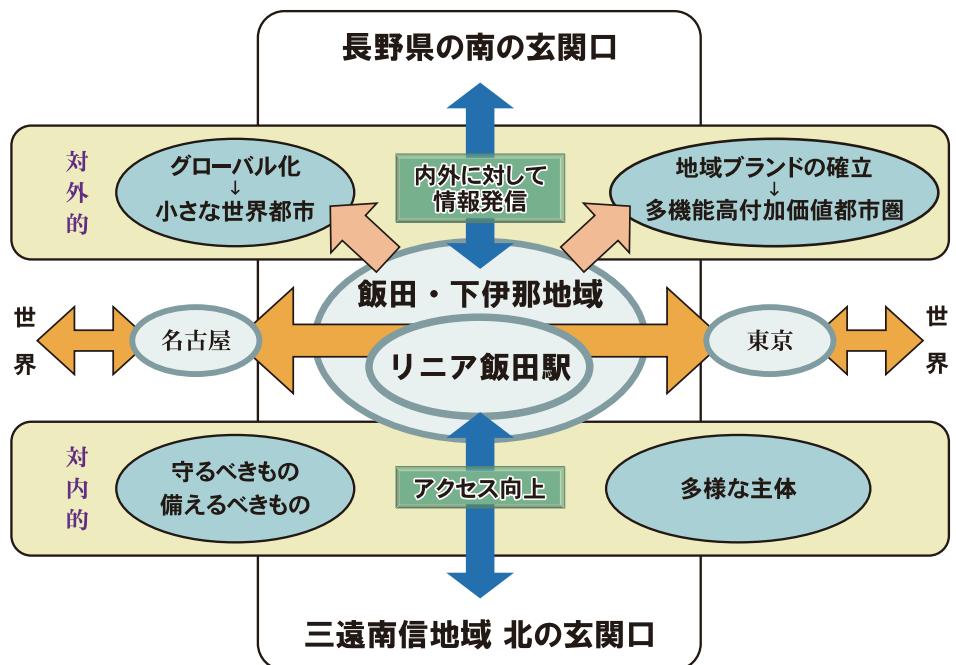 長野県の南の玄関口
対外的
グローバル化
↓
小さな世界都市
内外に対して
情報発信
地域ブランドの確立
↓
多機能高付加価値都市圏
飯田・下伊那地域
世界
名古屋
リニア飯田駅
東京
世界
対内的
守るべきもの
備えるべきもの
アクセス向上
多様な主体
三遠南信地域 北の玄関口